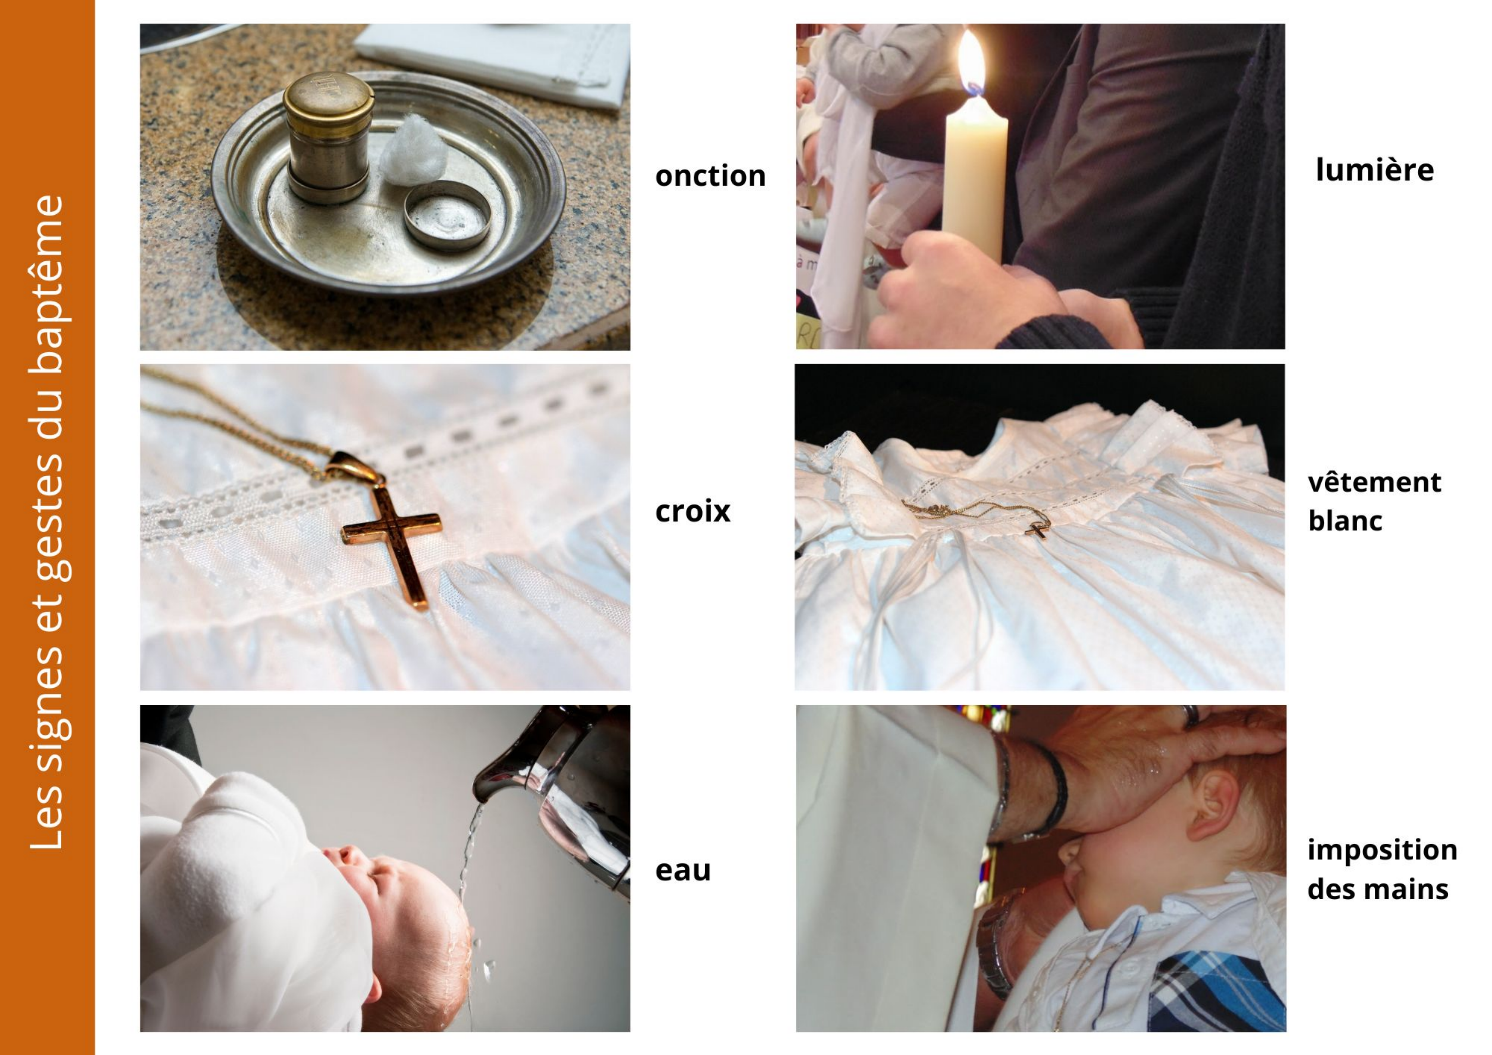 Les signes et gestes du baptême
onction
lumière
croix
vêtement
blanc
eau
imposition
des mains
à m